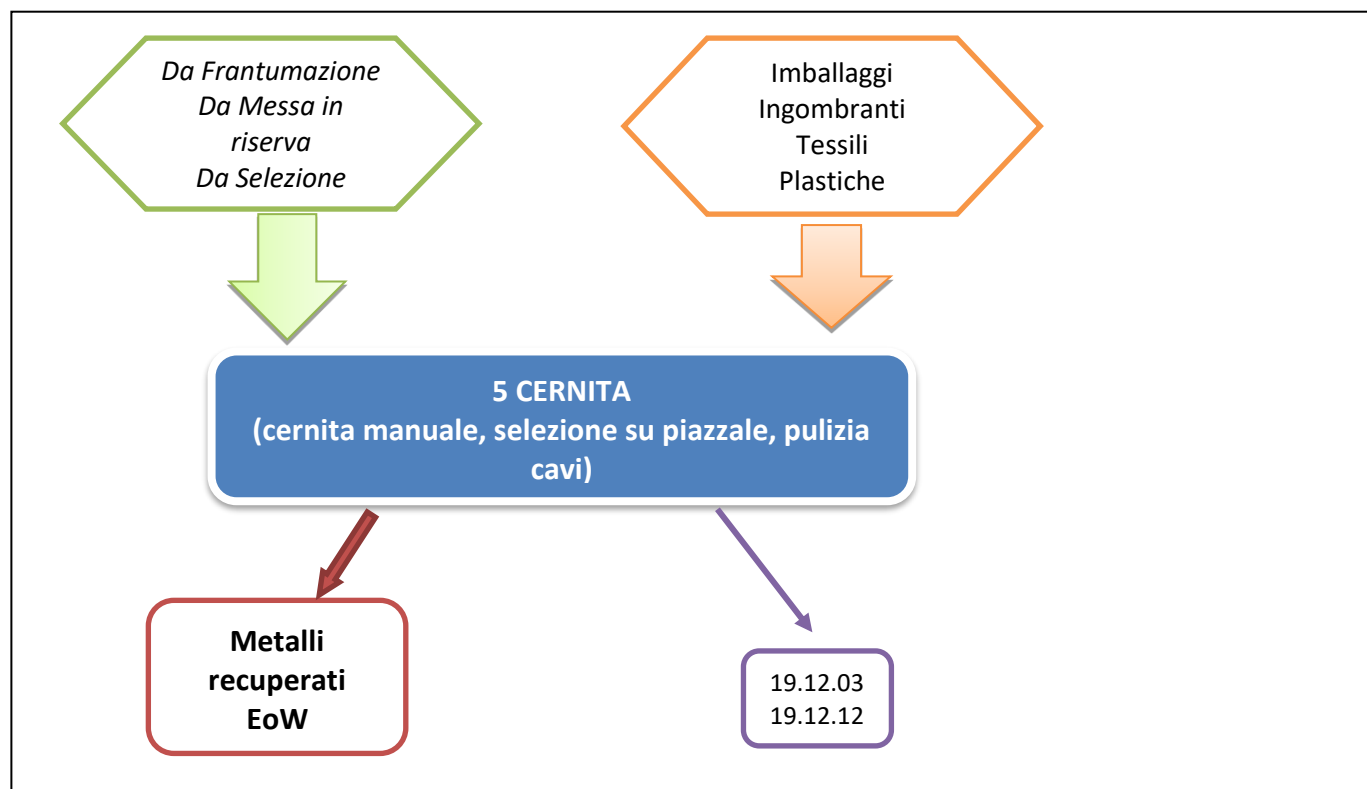 Da Frantumazione
Da Messa in
riserva
Da Selezione
Imballaggi
Ingombranti
Tessili
Plastiche
5 CERNITA
(cernita manuale, selezione su piazzale, pulizia
cavi)
Metalli
recuperati
EoW
19.12.03
19.12.12